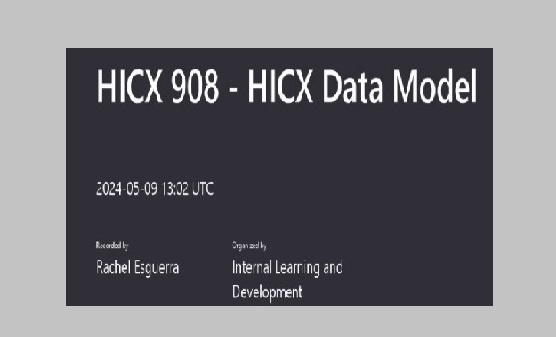 HICX 908 - HICX Data Model
2024-05-09 13:02 UTC
Recorded by
Organized by
Rachel Esguerra
Internal Learning and
Development